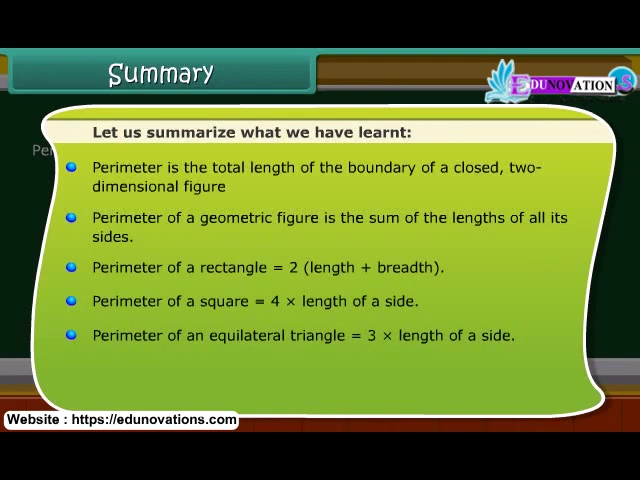 Summary
EDUNOVATIONS
Let us summarize what we have learnt:
Pe
Perimeter is the total length of the boundary of a closed, two-
dimensional figure
Perimeter of a geometric figure is the sum of the lengths of all its
sides.
Perimeter of a rectangle = 2 (length + breadth).
Perimeter of a square = 4 × length of a side.
Perimeter of an equilateral triangle = 3 × length of a side.
Website : https://edunovations.com